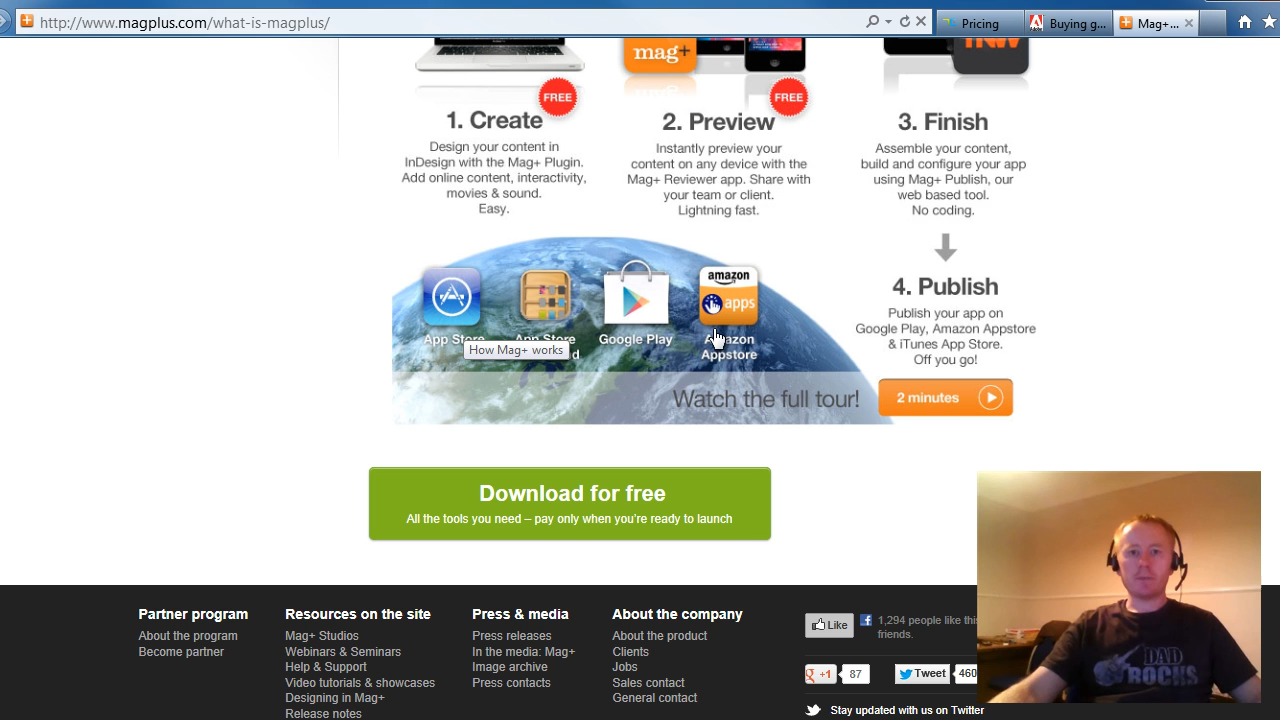 http://www.magplus.com/what-is-magplus/
Pricing
Buying g...
Mag+...
mag+
FREE
FREE
1. Create
Design your content in
InDesign with the Mag+ Plugin.
Add online content, interactivity,
movies & sound.
Easy.
2. Preview
Instantly preview your
content on any device with the
Mag+ Reviewer app. Share with
your team or client.
Lightning fast.
3. Finish
Assemble your content,
build and configure your app
using Mag+ Publish, our
web based tool.
No coding.
4. Publish
Publish your app on
Google Play, Amazon Appstore
& iTunes App Store.
Off you go!
amazon
apps
App Store
App Store
Google Play
Amazon
Appstore
How Mag+ works
Watch the full tour!
2 minutes
Download for free
All the tools you need – pay only when you're ready to launch
Partner program
About the program
Become partner
Resources on the site
Mag+ Studios
Webinars & Seminars
Help & Support
Video tutorials & showcases
Designing in Mag+
Release notes
Press & media
Press releases
In the media: Mag+
Image archive
Press contacts
About the company
About the product
Clients
Jobs
Sales contact
General contact
Like
1,294 people like this
friends.
+1
87
Tweet
460
Stay updated with us on Twitter
DAD
ROCKS